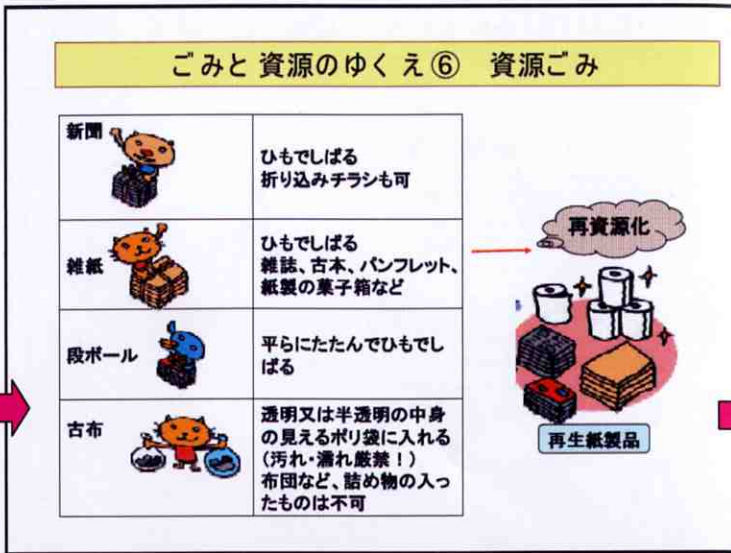 ごみと資源のゆくえ⑥　資源ごみ
新聞
ひもでしばる
折り込みチラシも可
雑紙
ひもでしばる
雑誌、古本、パンフレット、
紙製の菓子箱など
段ボール
平らにたたんでひもでし
ばる
古布
透明又は半透明の中身
の見えるポリ袋に入れる
（汚れ・濡れ厳禁！）
布団など、詰め物の入っ
たものは不可
再資源化
再生紙製品